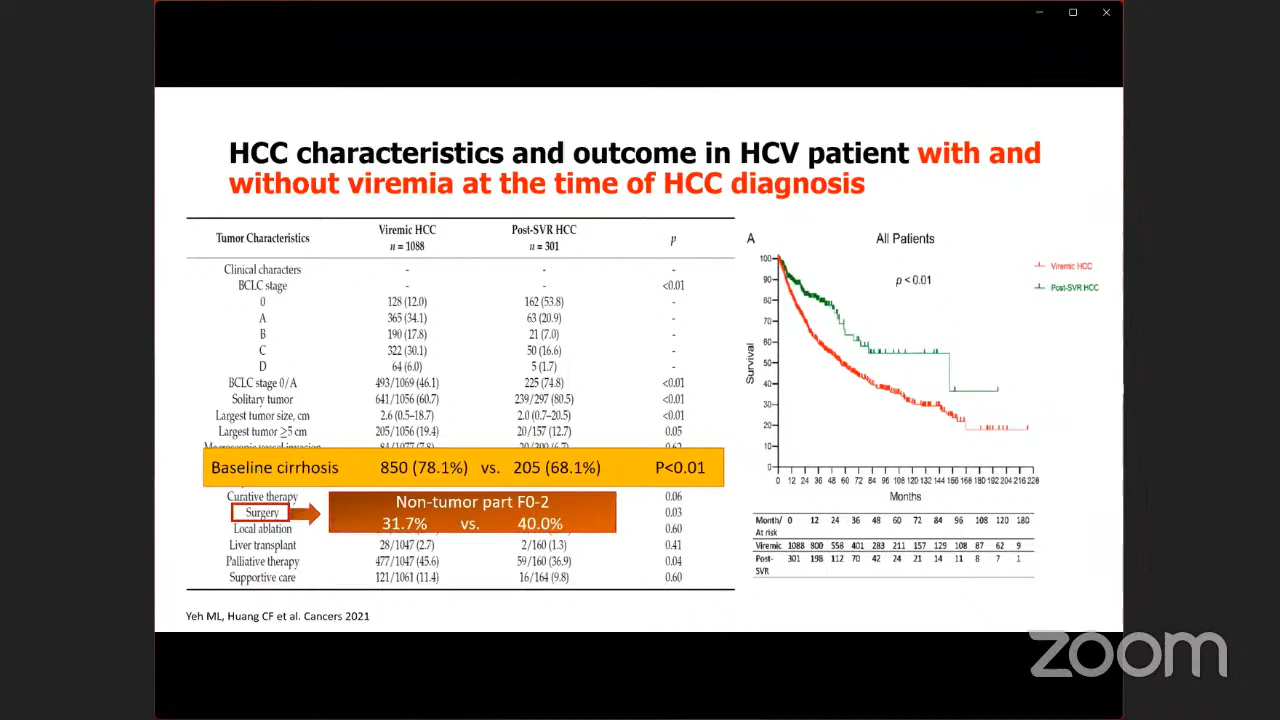 HCC characteristics and outcome in HCV patient with and
without viremia at the time of HCC diagnosis
Tumor Characteristics Viremic HCC n = 1088 Post-SVR HCC n = 301 p
Clinical characters - - -
BCLC stage - - <0.01
0 128 (12.0) 162 (53.8) -
A 365 (34.1) 63 (20.9) -
B 190 (17.8) 21 (7.0) -
C 322 (30.1) 50 (16.6) -
D 64 (6.0) 5 (1.7) -
BCLC stage 0/A 493/1069 (46.1) 225 (74.8) <0.01
Solitary tumor 641/1056 (60.7) 239/297 (80.5) <0.01
Largest tumor size, cm 2.6 (0.5–18.7) 2.0 (0.7–20.5) <0.01
Largest tumor ≥5 cm 205/1056 (19.4) 20/157 (12.7) 0.05
Baseline cirrhosis 850 (78.1%) vs. 205 (68.1%) P<0.01
Curative therapy 0.06
Non-tumor part F0-2
Surgery 0.03
31.7% vs. 40.0%
Local ablation 0.60
Liver transplant 28/1047 (2.7) 2/160 (1.3) 0.41
Palliative therapy 477/1047 (45.6) 59/160 (36.9) 0.04
Supportive care 121/1061 (11.4) 16/164 (9.8) 0.60
Yeh ML, Huang CF et al. Cancers 2021
A All Patients
p < 0.01
Viremic HCC
Post-SVR HCC
Survival
100
90
80
70
60
50
40
30
20
10
0
0 12 24 36 48 60 72 84 96 108 120 132 144 156 168 180 192 204 216 228
Months
Month/ 0 12 24 36 48 60 72 84 96 108 120 180
At risk
Viremic 1088 800 558 401 283 211 157 129 108 87 62 9
Post- 301 198 112 70 42 24 21 14 11 8 7 1
SVR
zoom